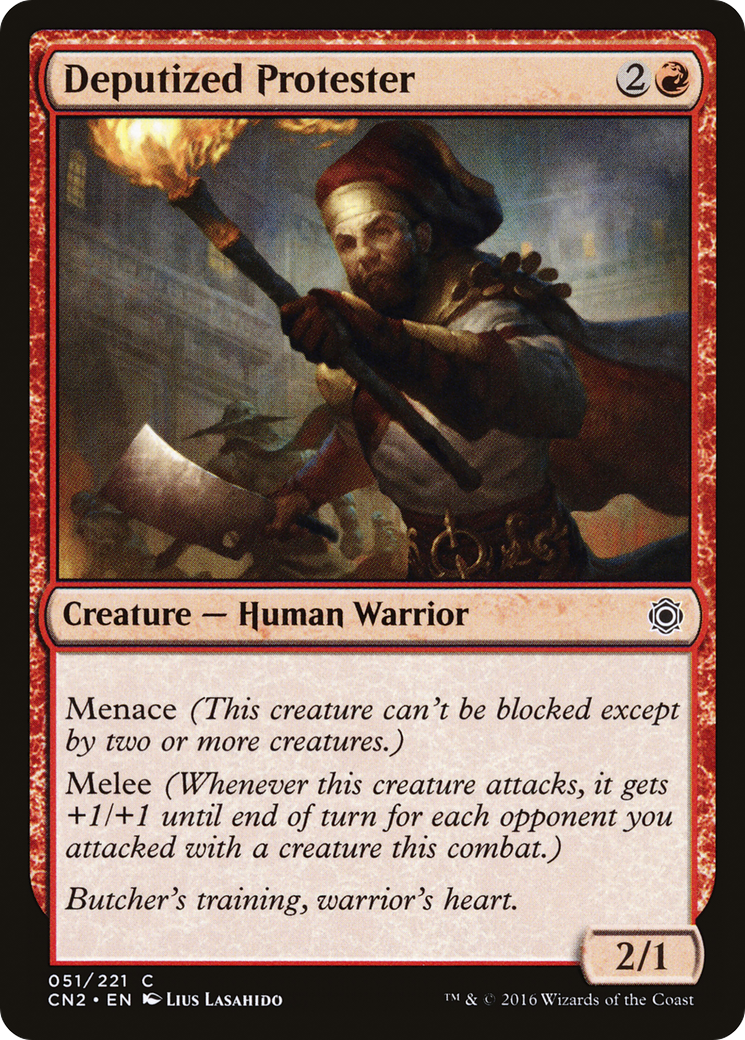 Deputized Protester 2
Creature — Human Warrior
Menace (This creature can't be blocked except
by two or more creatures.)
Melee (Whenever this creature attacks, it gets
+1/+1 until end of turn for each opponent you
attacked with a creature this combat.)
Butcher's training, warrior's heart.
2/1
051/221 C
CN2 • EN Lius Lasahido
™ & © 2016 Wizards of the Coast